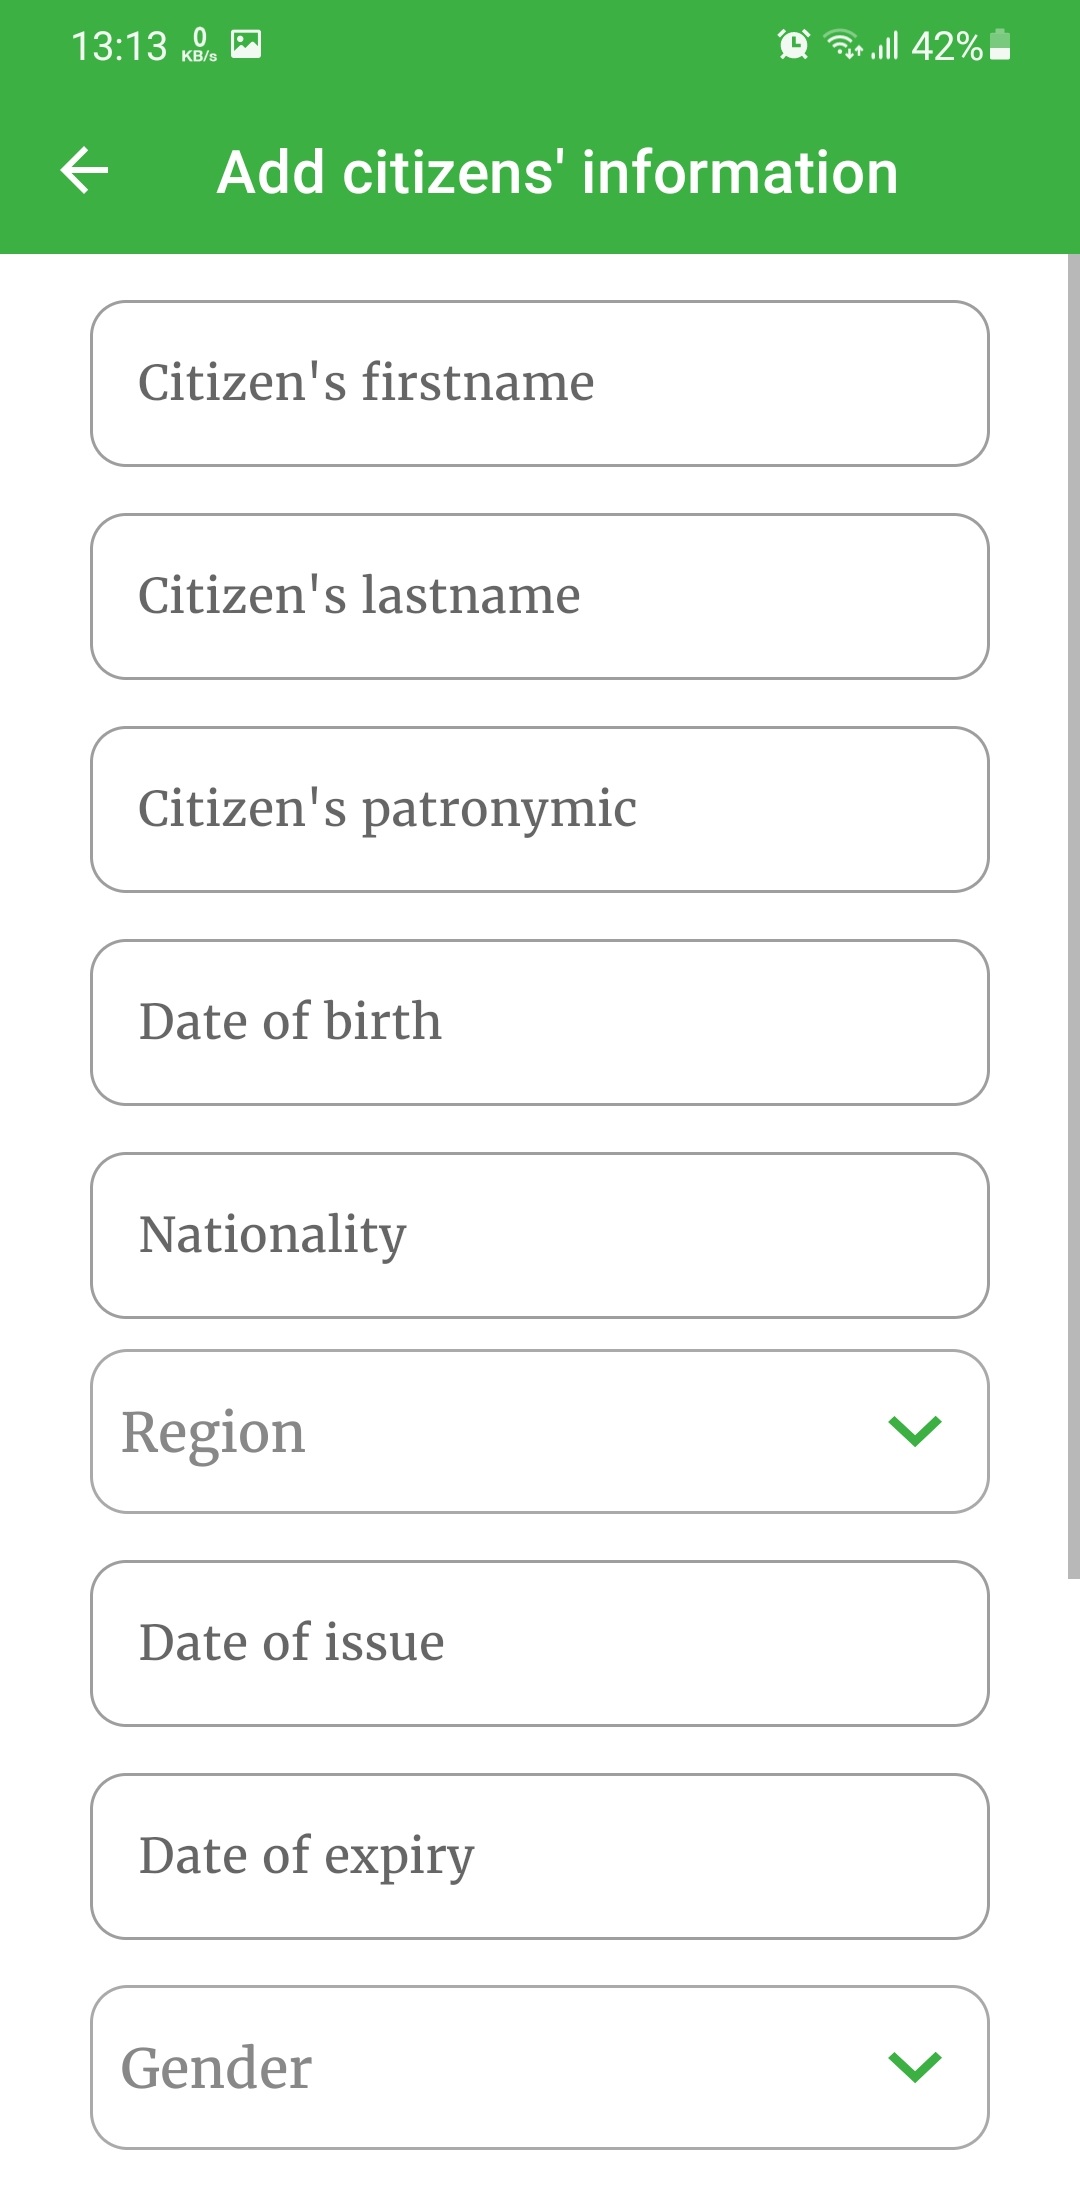 13:13 0 KB/s 42%
Add citizens' information
Citizen's firstname
Citizen's lastname
Citizen's patronymic
Date of birth
Nationality
Region
Date of issue
Date of expiry
Gender